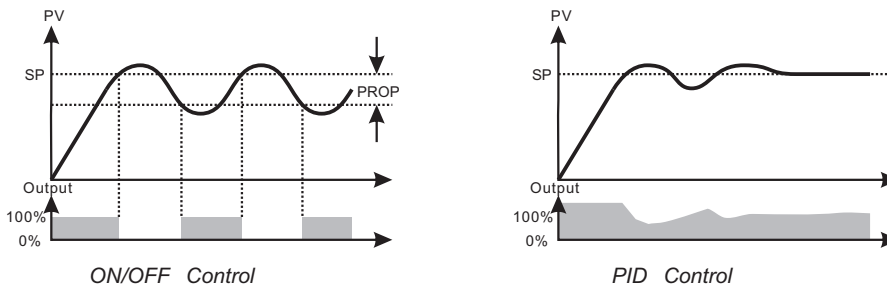 PV
SP
PROP
Output
100%
0%
ON/OFF Control
PV
SP
Output
100%
0%
PID Control